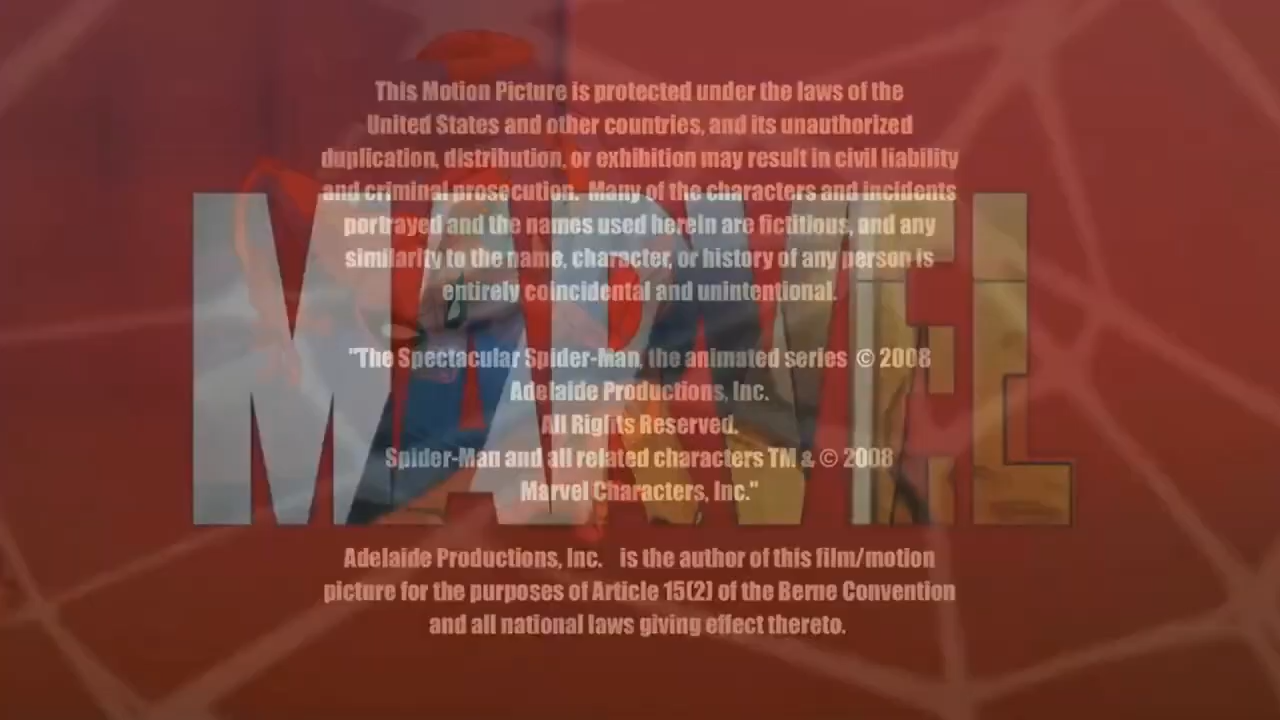 This Motion Picture is protected under the laws of the
United States and other countries, and its unauthorized
duplication, distribution, or exhibition may result in civil liability
and criminal prosecution. Many of the characters and incidents
portrayed and the names used herein are fictitious, and any
similarity to the name, character, or history of any person is
entirely coincidental and unintentional.
MARVEL
"The Spectacular Spider-Man, the animated series © 2008
Adelaide Productions, Inc.
All Rights Reserved.
Spider-Man and all related characters TM & © 2008
Marvel Characters, Inc."
Adelaide Productions, Inc. is the author of this film/motion
picture for the purposes of Article 15(2) of the Berne Convention
and all national laws giving effect thereto.